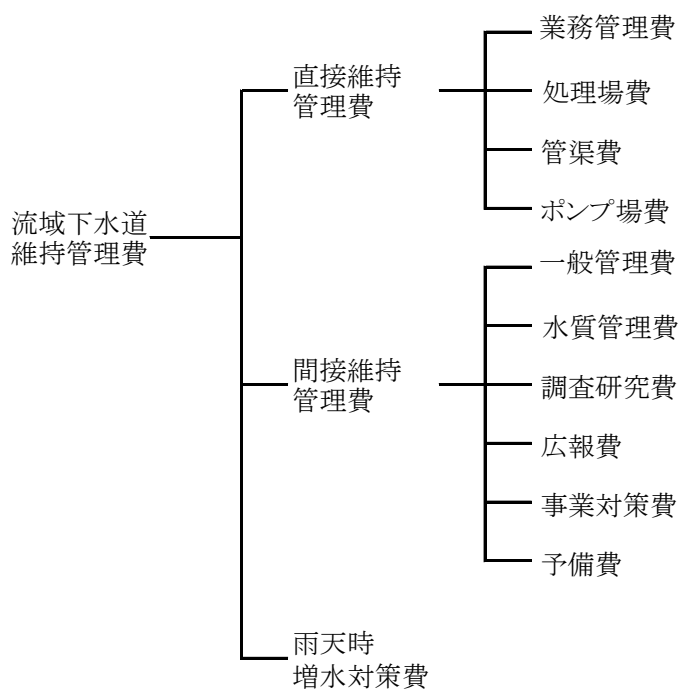 流域下水道
維持管理費
直接維持
管理費
業務管理費
処理場費
管渠費
ポンプ場費
間接維持
管理費
一般管理費
水質管理費
調査研究費
広報費
事業対策費
予備費
雨天時
増水対策費